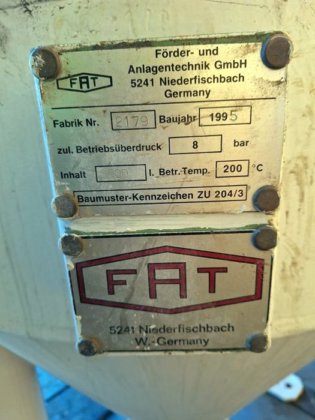 Förder- und
Anlagentechnik GmbH
FAT 5241 Niederfischbach
Germany
Fabrik Nr. 2179 Baujahr 1995
zul. Betriebsüberdruck 8 bar
Inhalt l. Betr.-Temp. 200 °C
Baumuster-Kennzeichen ZU 204/3
FAT
5241 Niederfischbach
W.-Germany